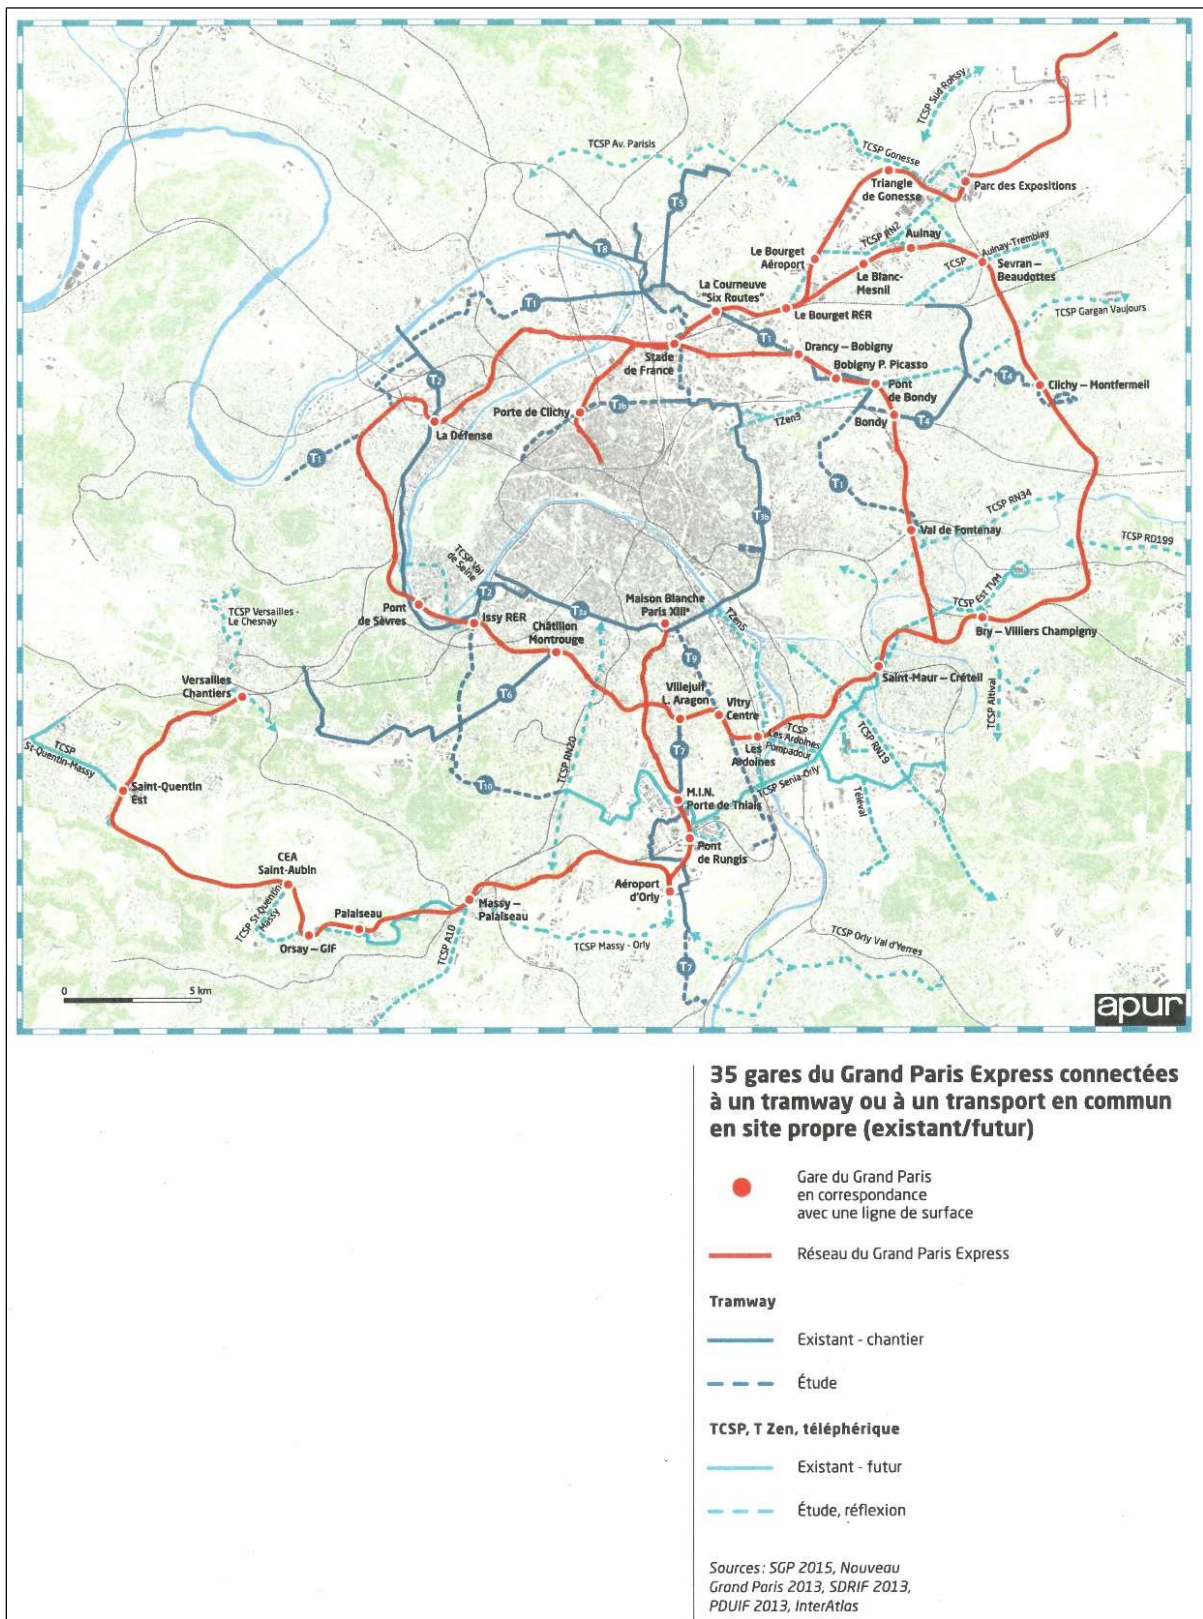 TCSP Sud Roissy
TCSP Av. Parisis
TCSP Gonesse
T5
Triangle
de Gonesse
Parc des Expositions
T8
TCSP RN2
Aulnay
Le Bourget
Aéroport
Aulnay-Tremblay
TCSP
Le Blanc-
Mesnil
Sevran –
Beaudottes
La Courneuve
"Six Routes"
T1
Le Bourget RER
TCSP Gargan Vaujours
T1
Drancy – Bobigny
Stade
de France
Bobigny P. Picasso
T2
T4
Clichy – Montfermeil
Pont
de Bondy
Porte de Clichy
T3b
TZen3
Bondy
T4
La Défense
T1
T1
TCSP RN34
T3b
Val de Fontenay
TCSP RD199
TCSP Val
de Seine
TCSP Est TVM
T2
Maison Blanche
Paris XIIIe
TCSP Versailles -
Le Chesnay
Pont
de Sèvres
Issy RER
T3a
TZen5
Châtillon
Montrouge
Bry – Villiers Champigny
T9
Saint-Maur – Créteil
Versailles
Chantiers
T6
Villejuif
L. Aragon
Vitry
Centre
TCSP Altival
TCSP
St-Quentin-Massy
TCSP RN20
T7
Les
Ardoines
TCSP
Les Ardoines
Pompadour
TCSP RN19
Saint-Quentin
Est
T10
M.I.N.
Porte de Thiais
TCSP Senia-Orly
Téléval
Pont
de Rungis
CEA
Saint-Aubin
Aéroport
d'Orly
Massy –
Palaiseau
TCSP St-Quentin
Massy
Palaiseau
Orsay – GIF
TCSP A10
TCSP Massy - Orly
TCSP Orly Val d'Yerres
T7
0 5 km
apur
35 gares du Grand Paris Express connectées
à un tramway ou à un transport en commun
en site propre (existant/futur)
Gare du Grand Paris
en correspondance
avec une ligne de surface
Réseau du Grand Paris Express
Tramway
Existant - chantier
Étude
TCSP, T Zen, téléphérique
Existant - futur
Étude, réflexion
Sources : SGP 2015, Nouveau
Grand Paris 2013, SDRIF 2013,
PDUIF 2013, InterAtlas